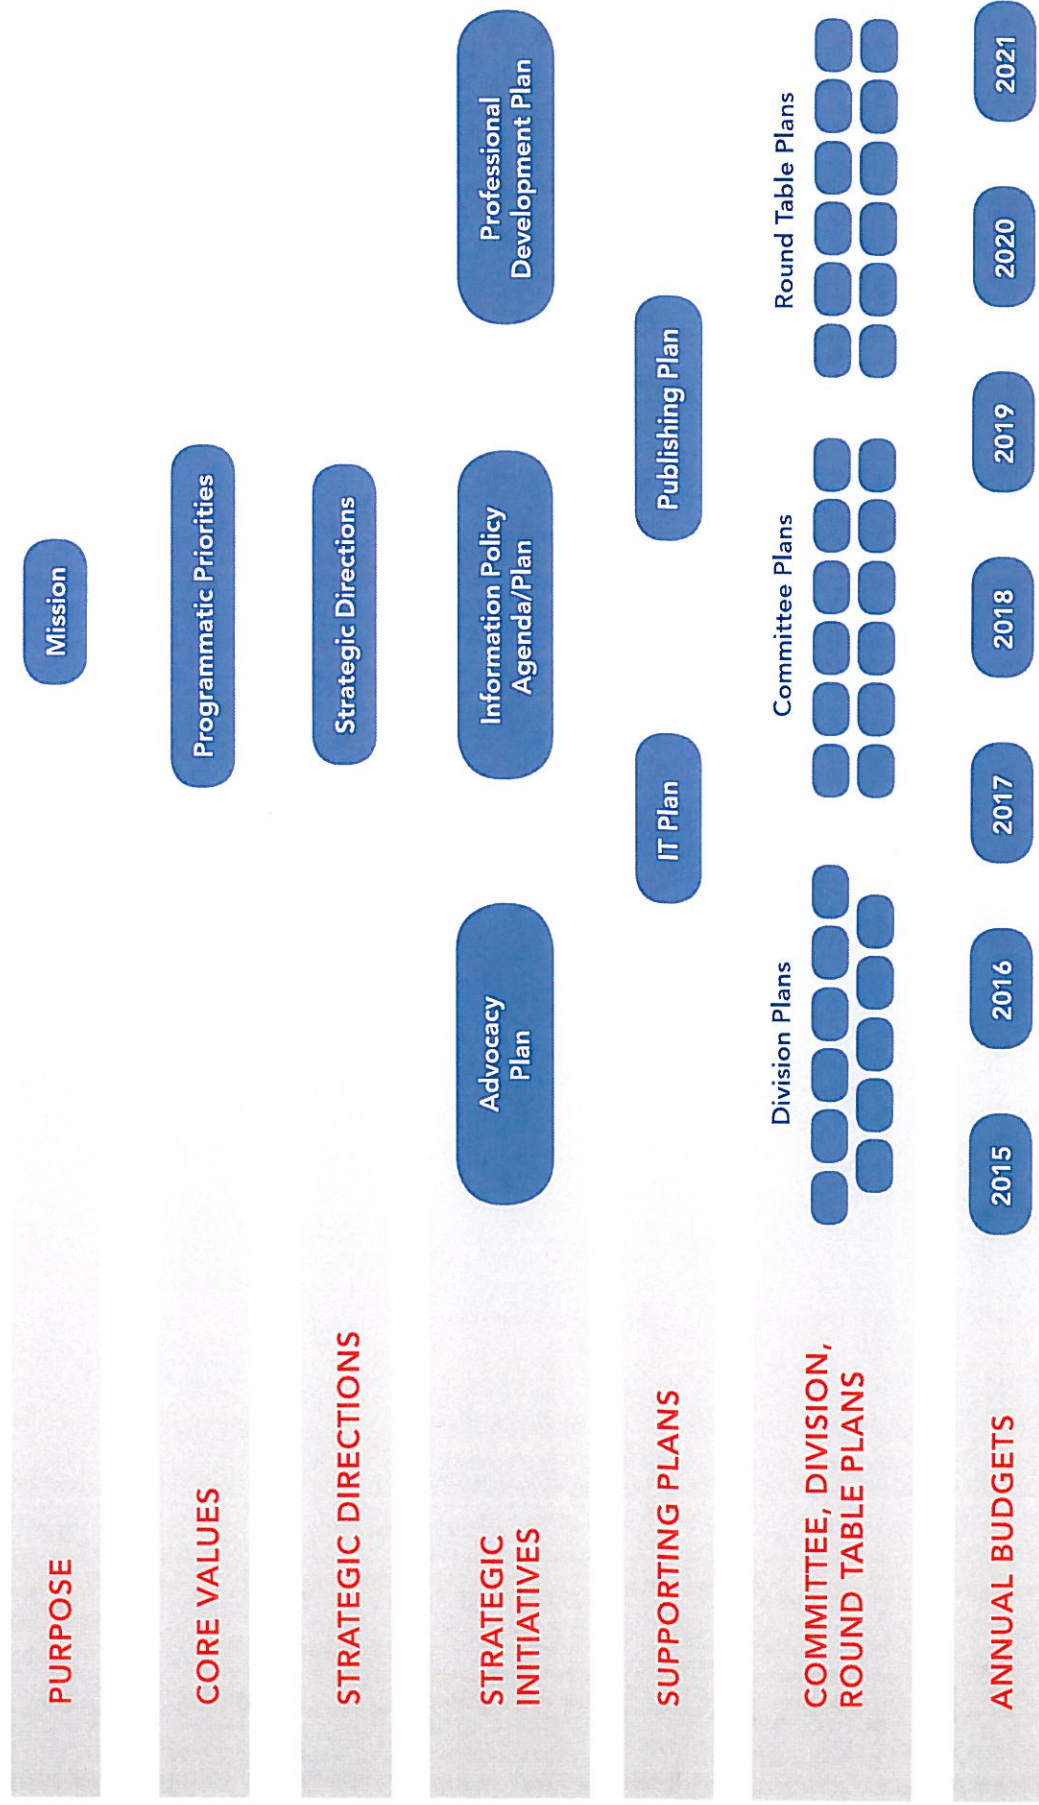 PURPOSE
Mission
CORE VALUES
Programmatic Priorities
STRATEGIC DIRECTIONS
Strategic Directions
STRATEGIC
INITIATIVES
Advocacy
Plan
Information Policy
Agenda/Plan
Professional
Development Plan
SUPPORTING PLANS
IT Plan
Publishing Plan
COMMITTEE, DIVISION,
ROUND TABLE PLANS
Division Plans
Committee Plans
Round Table Plans
ANNUAL BUDGETS
2015
2016
2017
2018
2019
2020
2021